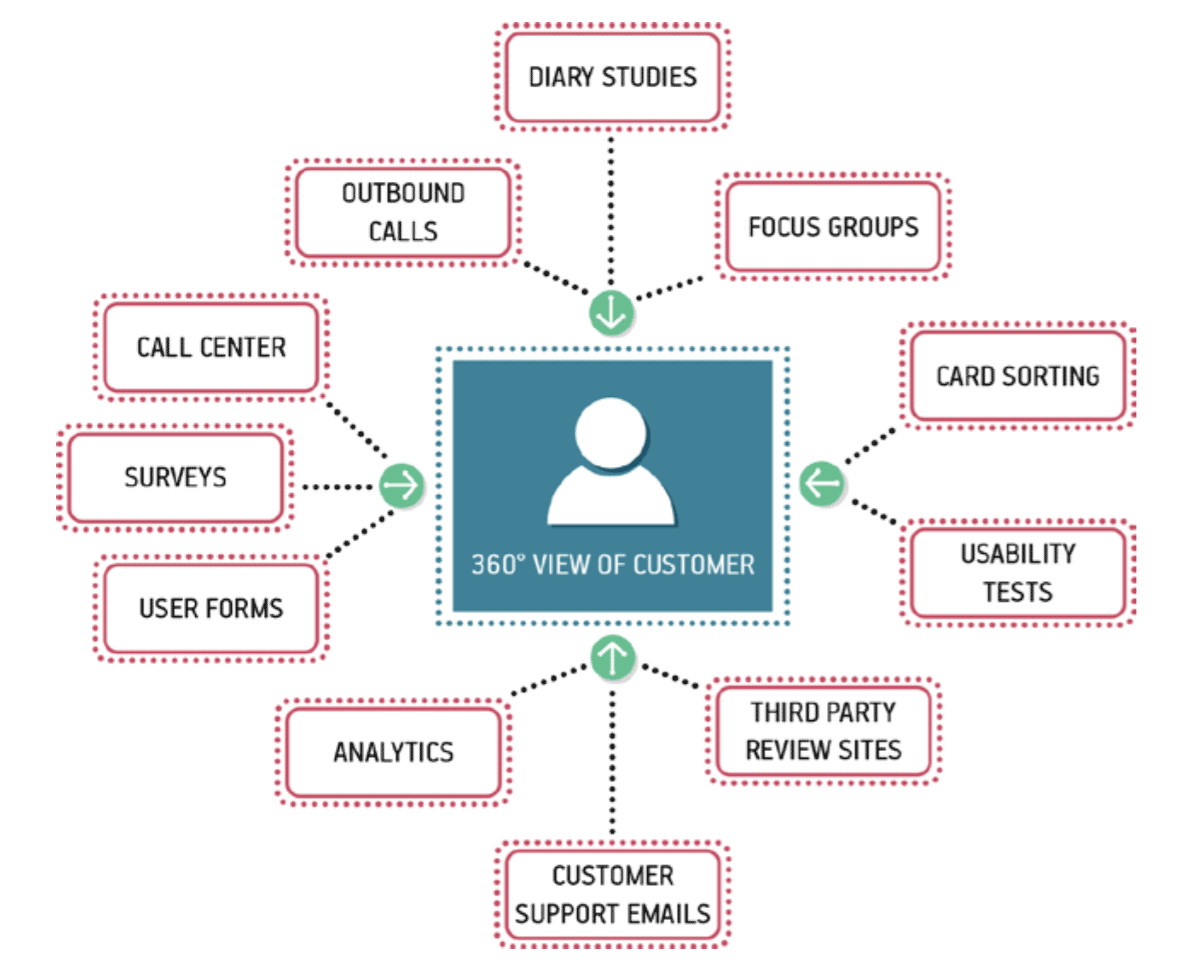 DIARY STUDIES
OUTBOUND
CALLS
FOCUS GROUPS
CALL CENTER
CARD SORTING
SURVEYS
360° VIEW OF CUSTOMER
USABILITY
TESTS
USER FORMS
ANALYTICS
THIRD PARTY
REVIEW SITES
CUSTOMER
SUPPORT EMAILS